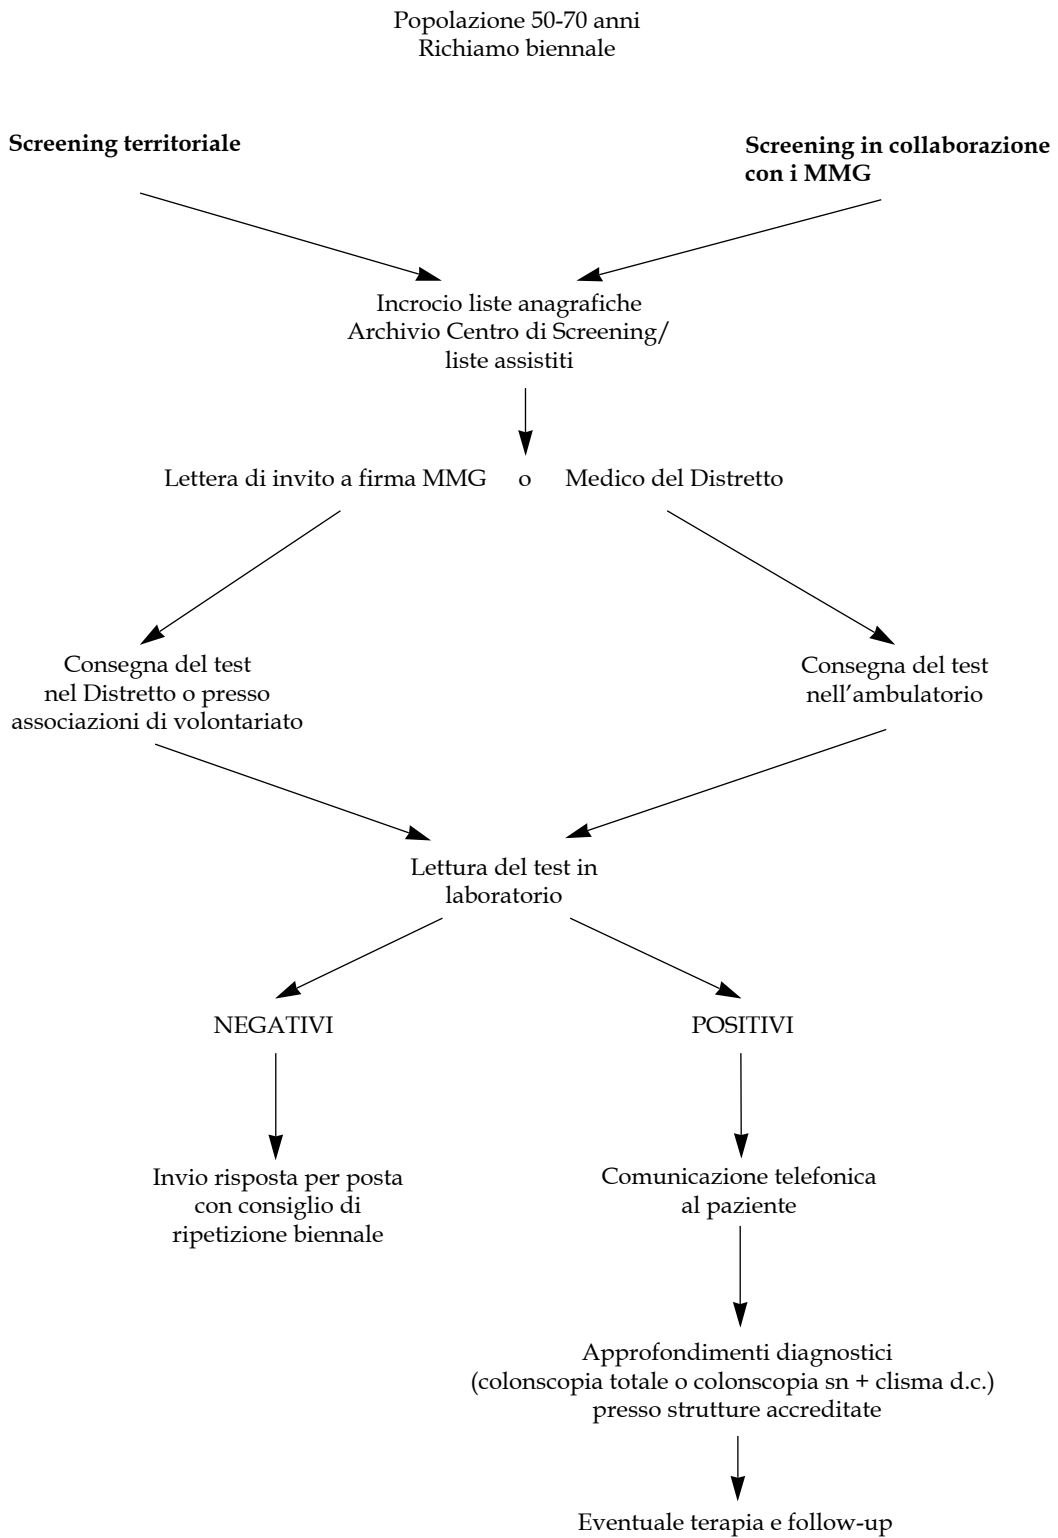 Popolazione 50-70 anni
Richiamo biennale
Screening territoriale
Screening in collaborazione
con i MMG
Incrocio liste anagrafiche
Archivio Centro di Screening/
liste assistiti
Lettera di invito a firma MMG o Medico del Distretto
Consegna del test
nel Distretto o presso
associazioni di volontariato
Consegna del test
nell'ambulatorio
Lettura del test in
laboratorio
NEGATIVI
POSITIVI
Invio risposta per posta
con consiglio di
ripetizione biennale
Comunicazione telefonica
al paziente
Approfondimenti diagnostici
(colonscopia totale o colonscopia sn + clisma d.c.)
presso strutture accreditate
Eventuale terapia e follow-up